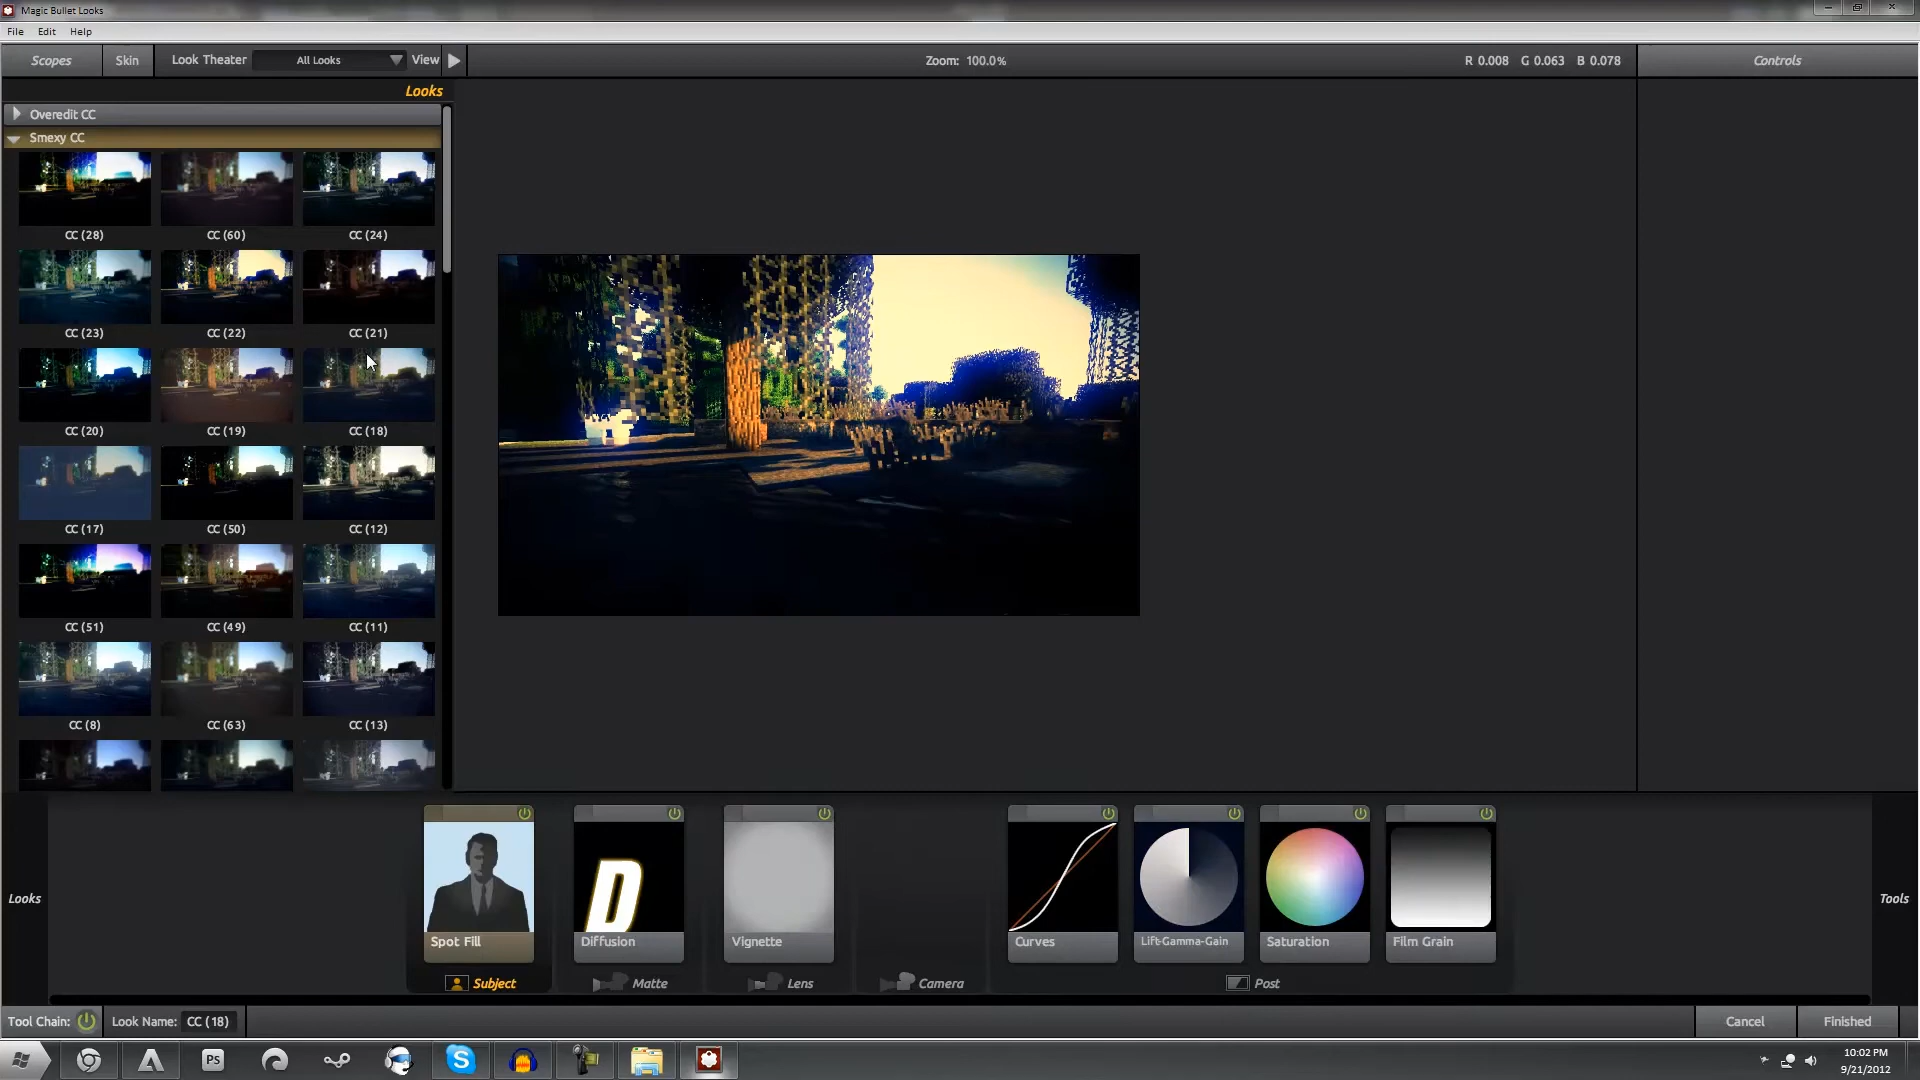 Magic Bullet Looks
File Edit Help
Scopes Skin Look Theater All Looks View Zoom: 100.0% R 0.008 G 0.063 B 0.078 Controls
Looks
Overedit CC
Smexy CC
CC (28) CC (60) CC (24)
CC (23) CC (22) CC (21)
CC (20) CC (19) CC (18)
CC (17) CC (50) CC (12)
CC (51) CC (49) CC (11)
CC (8) CC (63) CC (13)
D
Looks Tools
Spot Fill Diffusion Vignette Curves Lift-Gamma-Gain Saturation Film Grain
Subject Matte Lens Camera Post
Tool Chain: Look Name: CC (18) Cancel Finished
PS
10:02 PM
9/21/2012